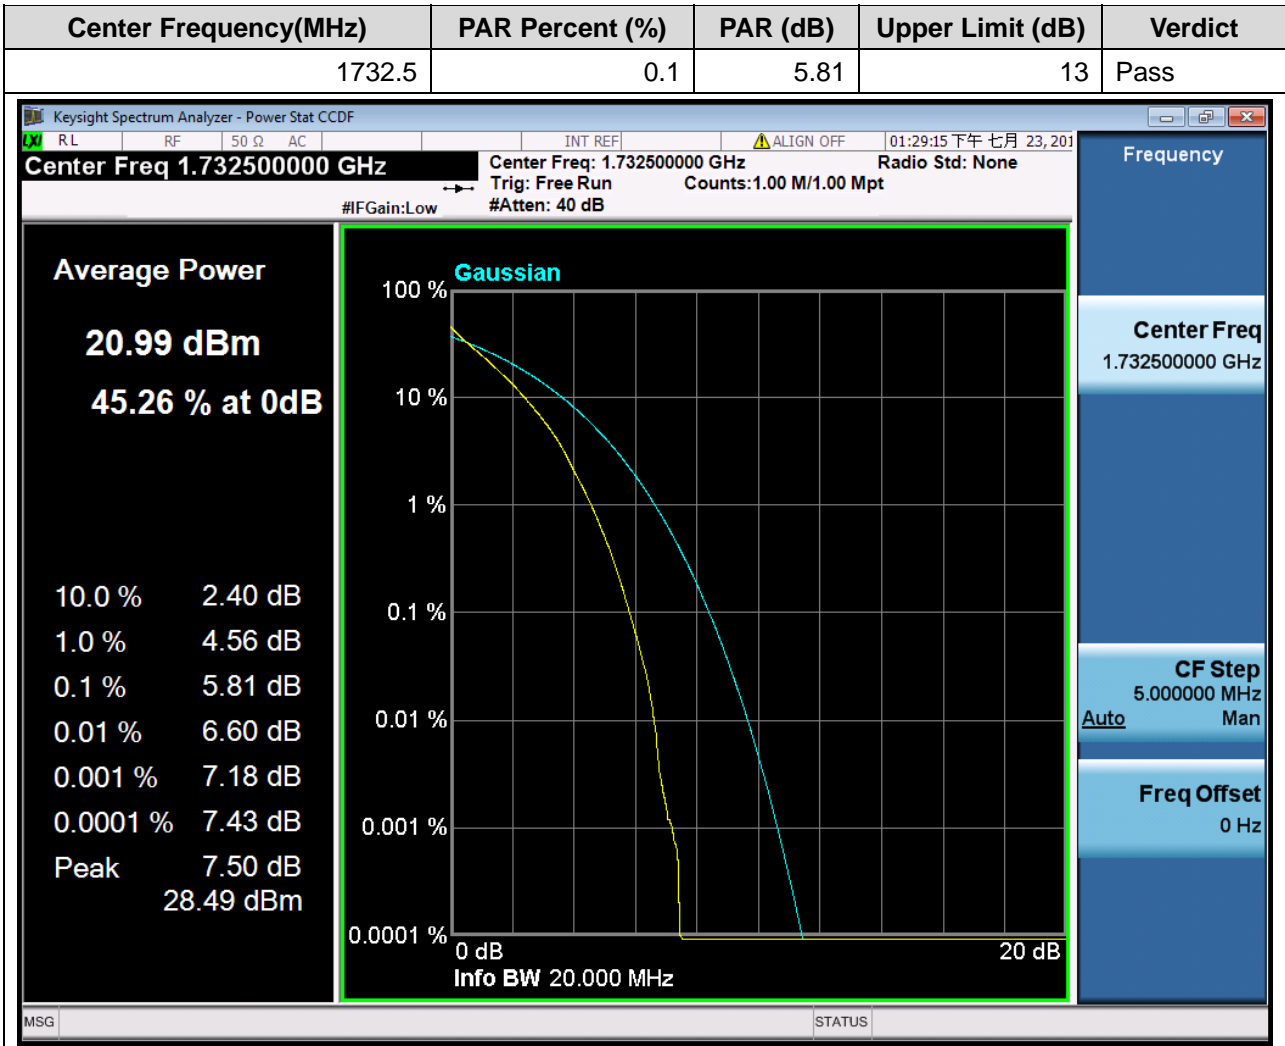 Center Frequency(MHz) PAR Percent (%) PAR (dB) Upper Limit (dB) Verdict
1732.5 0.1 5.81 13 Pass
Keysight Spectrum Analyzer - Power Stat CCDF
LXI RL RF 50 Ω AC INT REF ALIGN OFF 01:29:15 下午 七月 23, 201
Center Freq 1.732500000 GHz
Center Freq: 1.732500000 GHz Radio Std: None
Trig: Free Run Counts:1.00 M/1.00 Mpt
#IFGain:Low #Atten: 40 dB
Average Power
20.99 dBm
45.26 % at 0dB
10.0 % 2.40 dB
1.0 % 4.56 dB
0.1 % 5.81 dB
0.01 % 6.60 dB
0.001 % 7.18 dB
0.0001 % 7.43 dB
Peak 7.50 dB
28.49 dBm
Gaussian
100 %
10 %
1 %
0.1 %
0.01 %
0.001 %
0.0001 %
0 dB 20 dB
Info BW 20.000 MHz
Frequency
Center Freq
1.732500000 GHz
CF Step
5.000000 MHz
Auto Man
Freq Offset
0 Hz
MSG STATUS